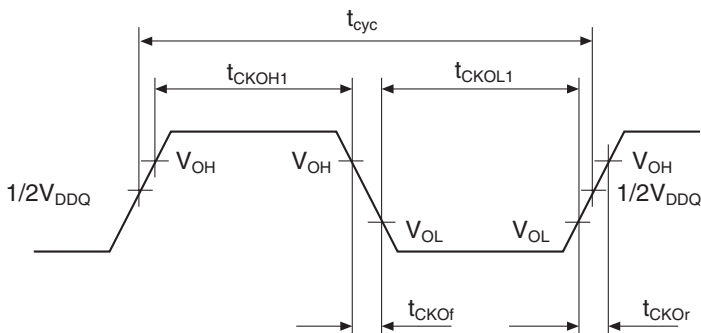 tcyc
tCKOH1 tCKOL1
VOH VOH VOH
1/2VDDQ 1/2VDDQ
VOL VOL
tCKOf tCKOr